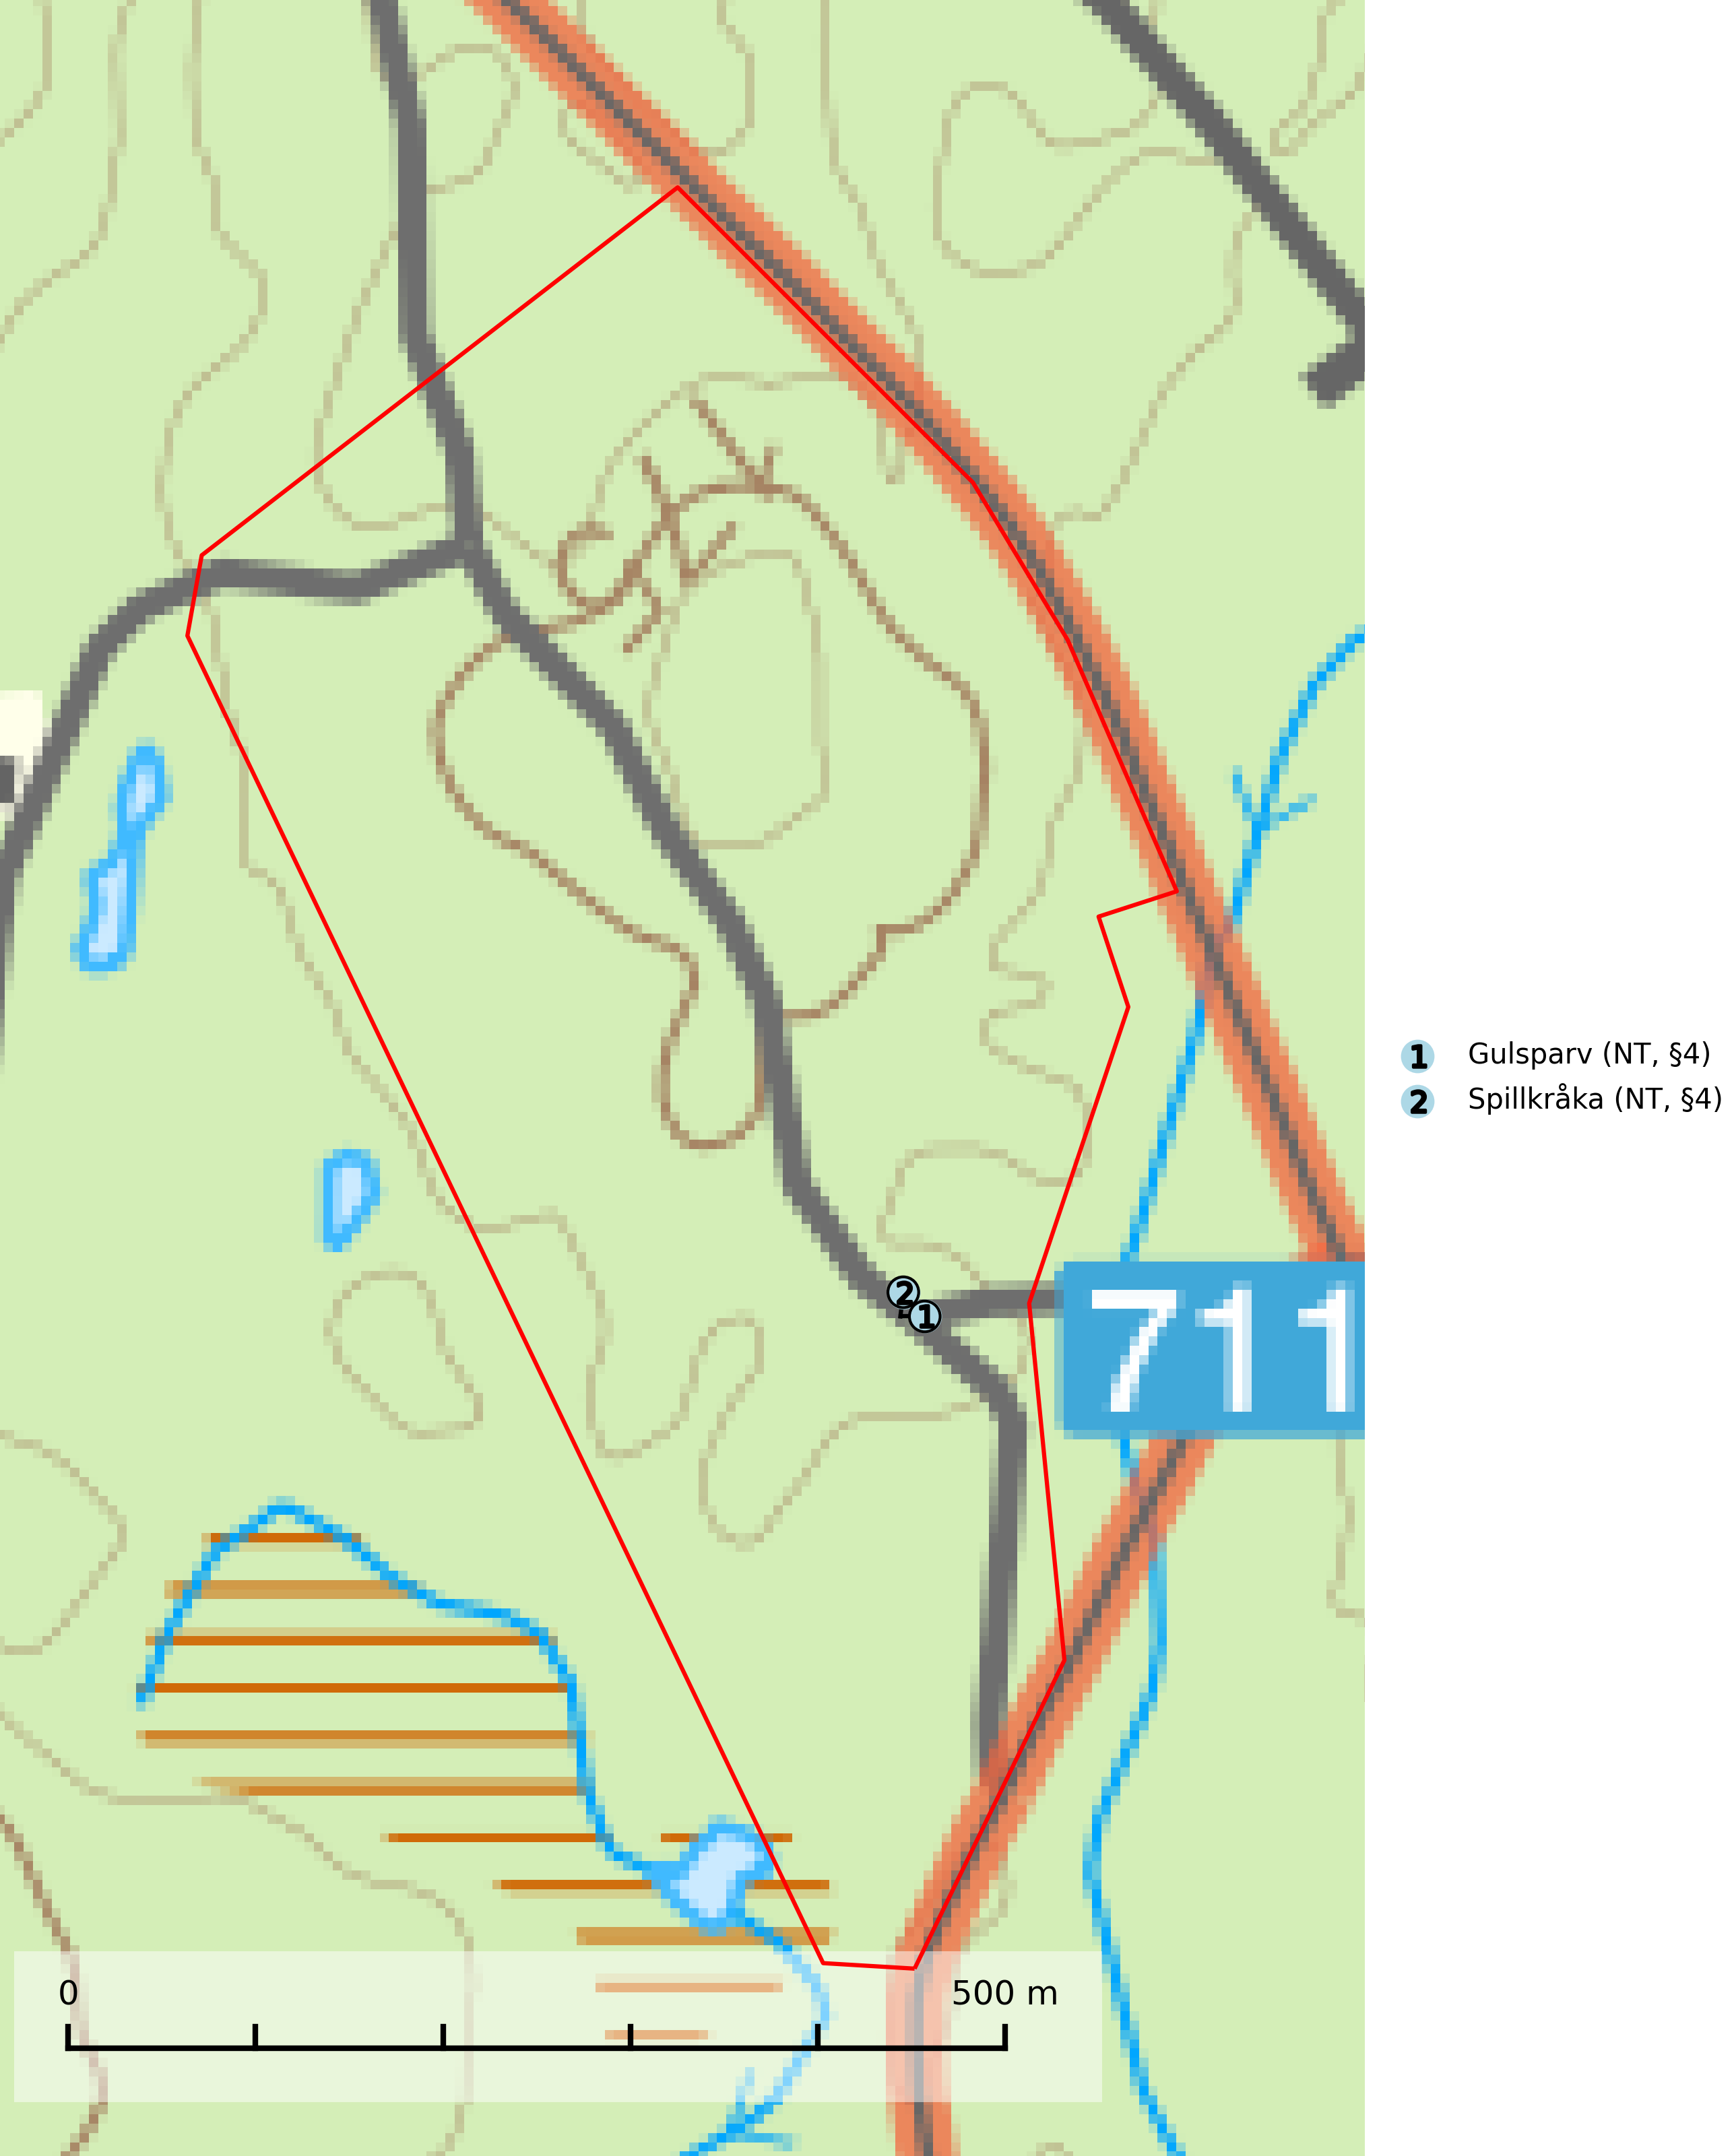 1 Gulsparv (NT, §4)
2 Spillkråka (NT, §4)
2
1
711
0 500 m